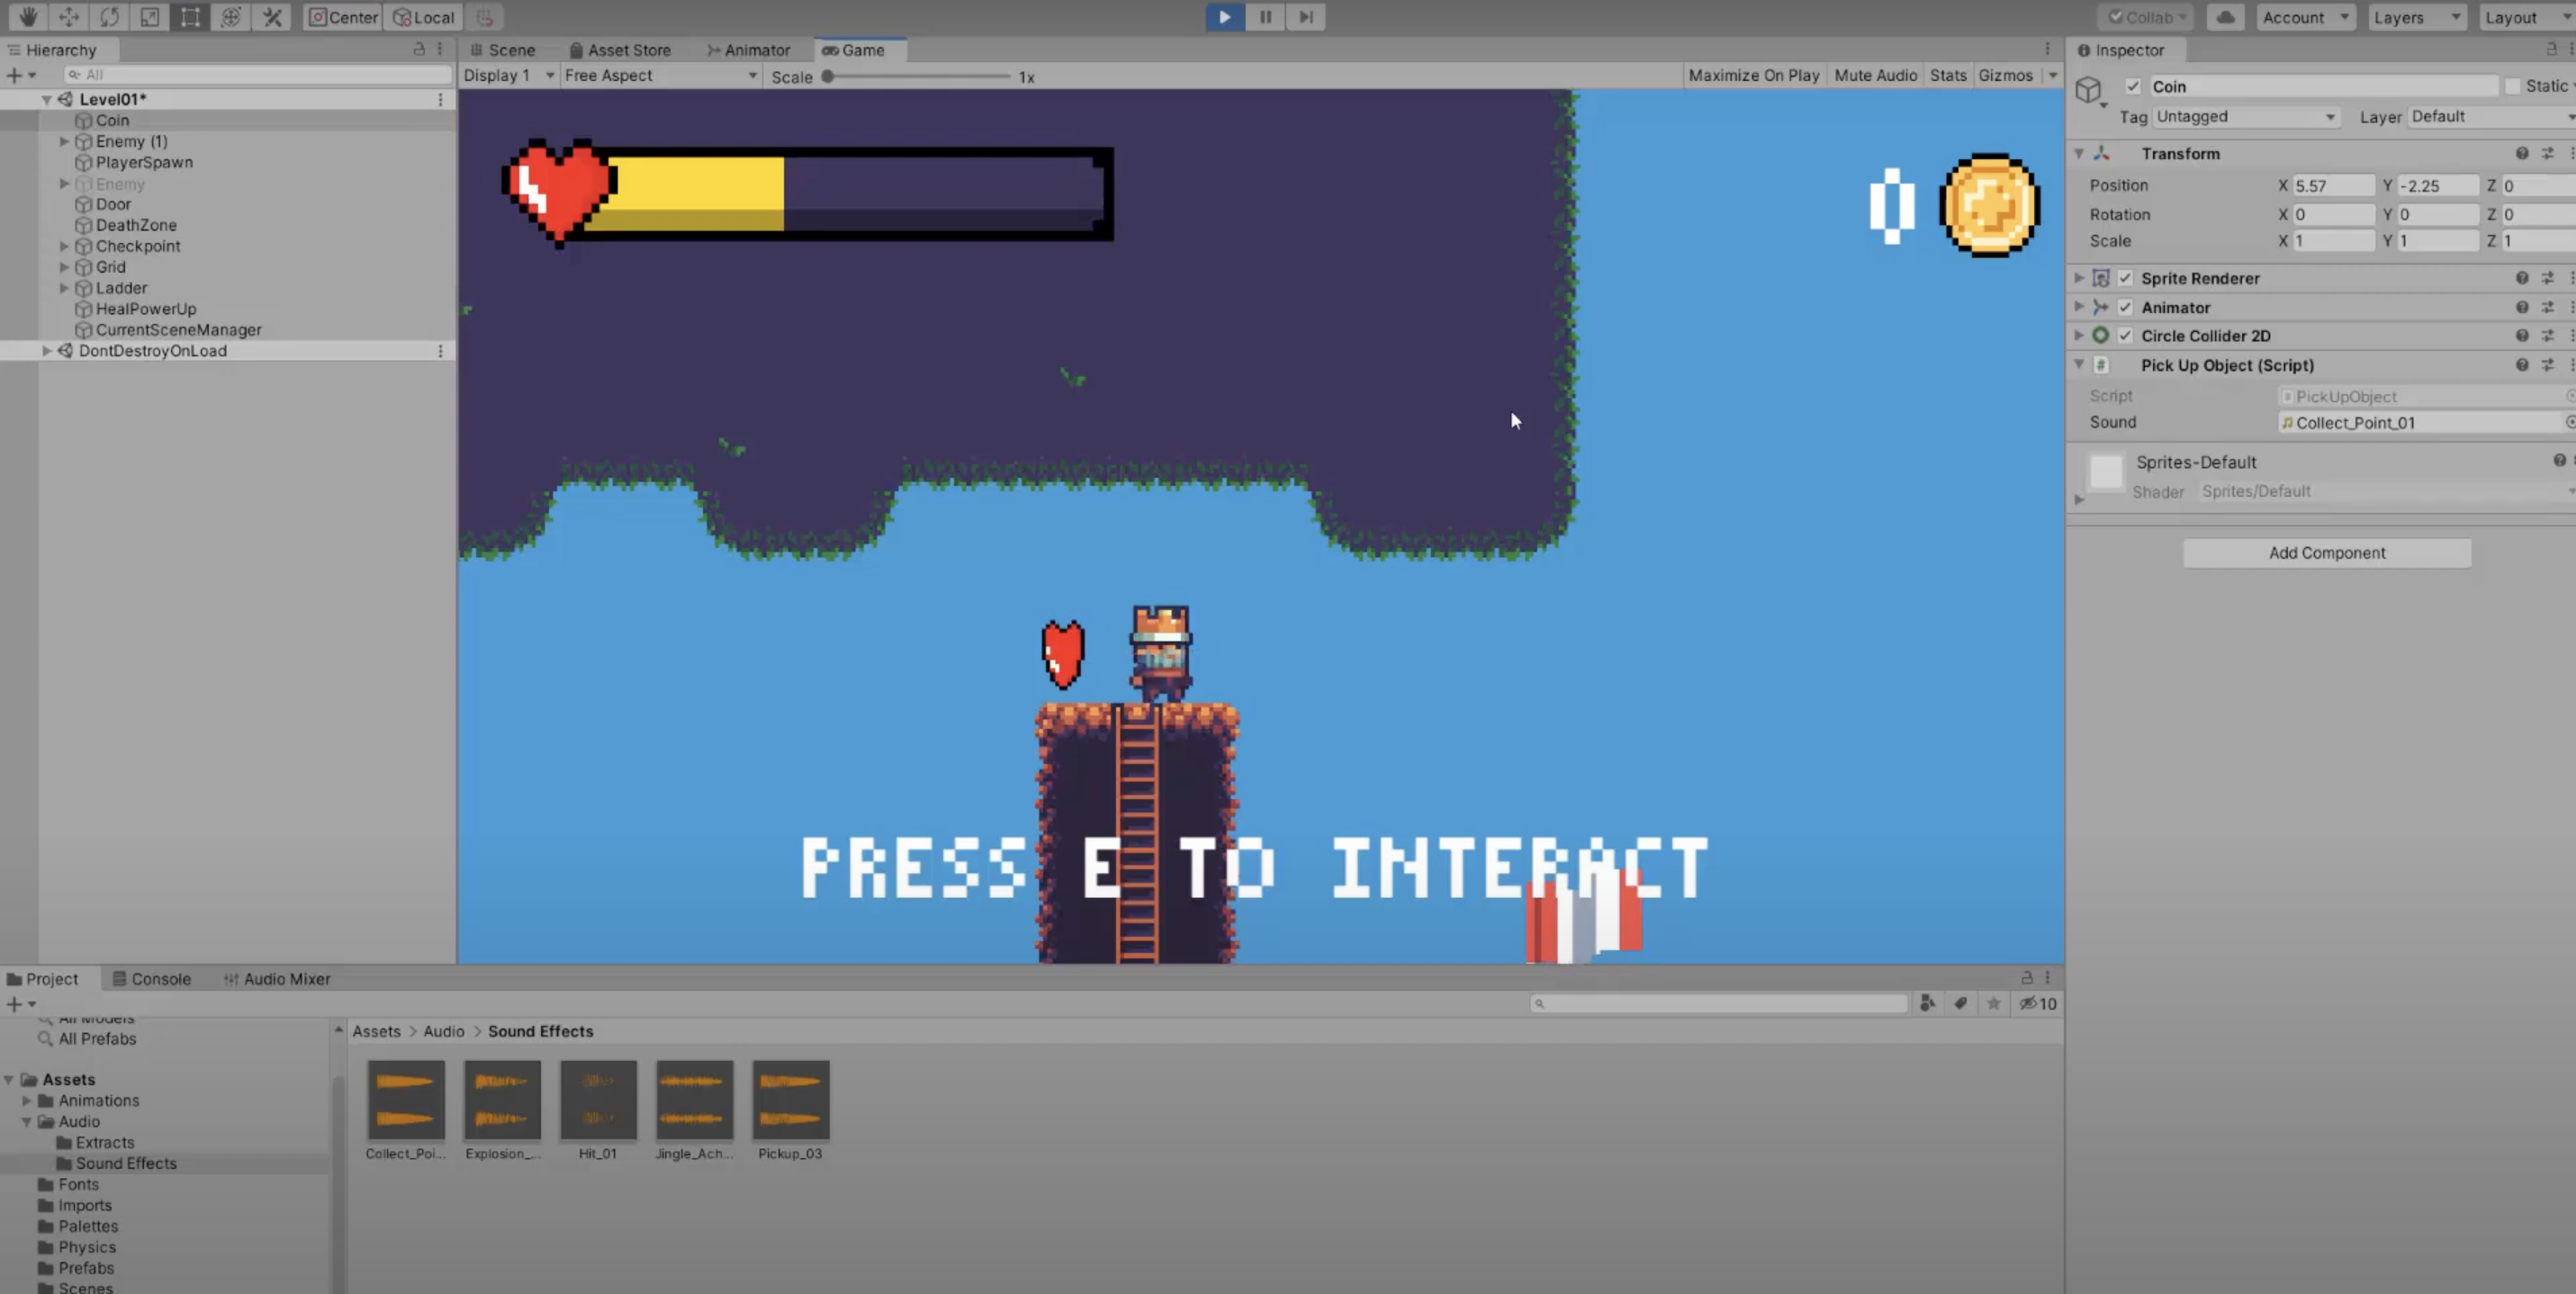 Center Local Collab Account Layers Layout
Hierarchy
All
Level01*
Coin
Enemy (1)
PlayerSpawn
Enemy
Door
DeathZone
Checkpoint
Grid
Ladder
HealPowerUp
CurrentSceneManager
DontDestroyOnLoad
Scene Asset Store Animator Game
Display 1 Free Aspect Scale 1x Maximize On Play Mute Audio Stats Gizmos
0
PRESS E TO INTERACT
Inspector
Coin Static
Tag Untagged Layer Default
Transform
Position X 5.57 Y -2.25 Z 0
Rotation X 0 Y 0 Z 0
Scale X 1 Y 1 Z 1
Sprite Renderer
Animator
Circle Collider 2D
Pick Up Object (Script)
Script PickUpObject
Sound Collect_Point_01
Sprites-Default
Shader Sprites/Default
Add Component
Project Console Audio Mixer
10
All Models
All Prefabs
Assets
Animations
Audio
Extracts
Sound Effects
Fonts
Imports
Palettes
Physics
Prefabs
Scenes
Assets > Audio > Sound Effects
Collect_Poi... Explosion_... Hit_01 Jingle_Ach... Pickup_03